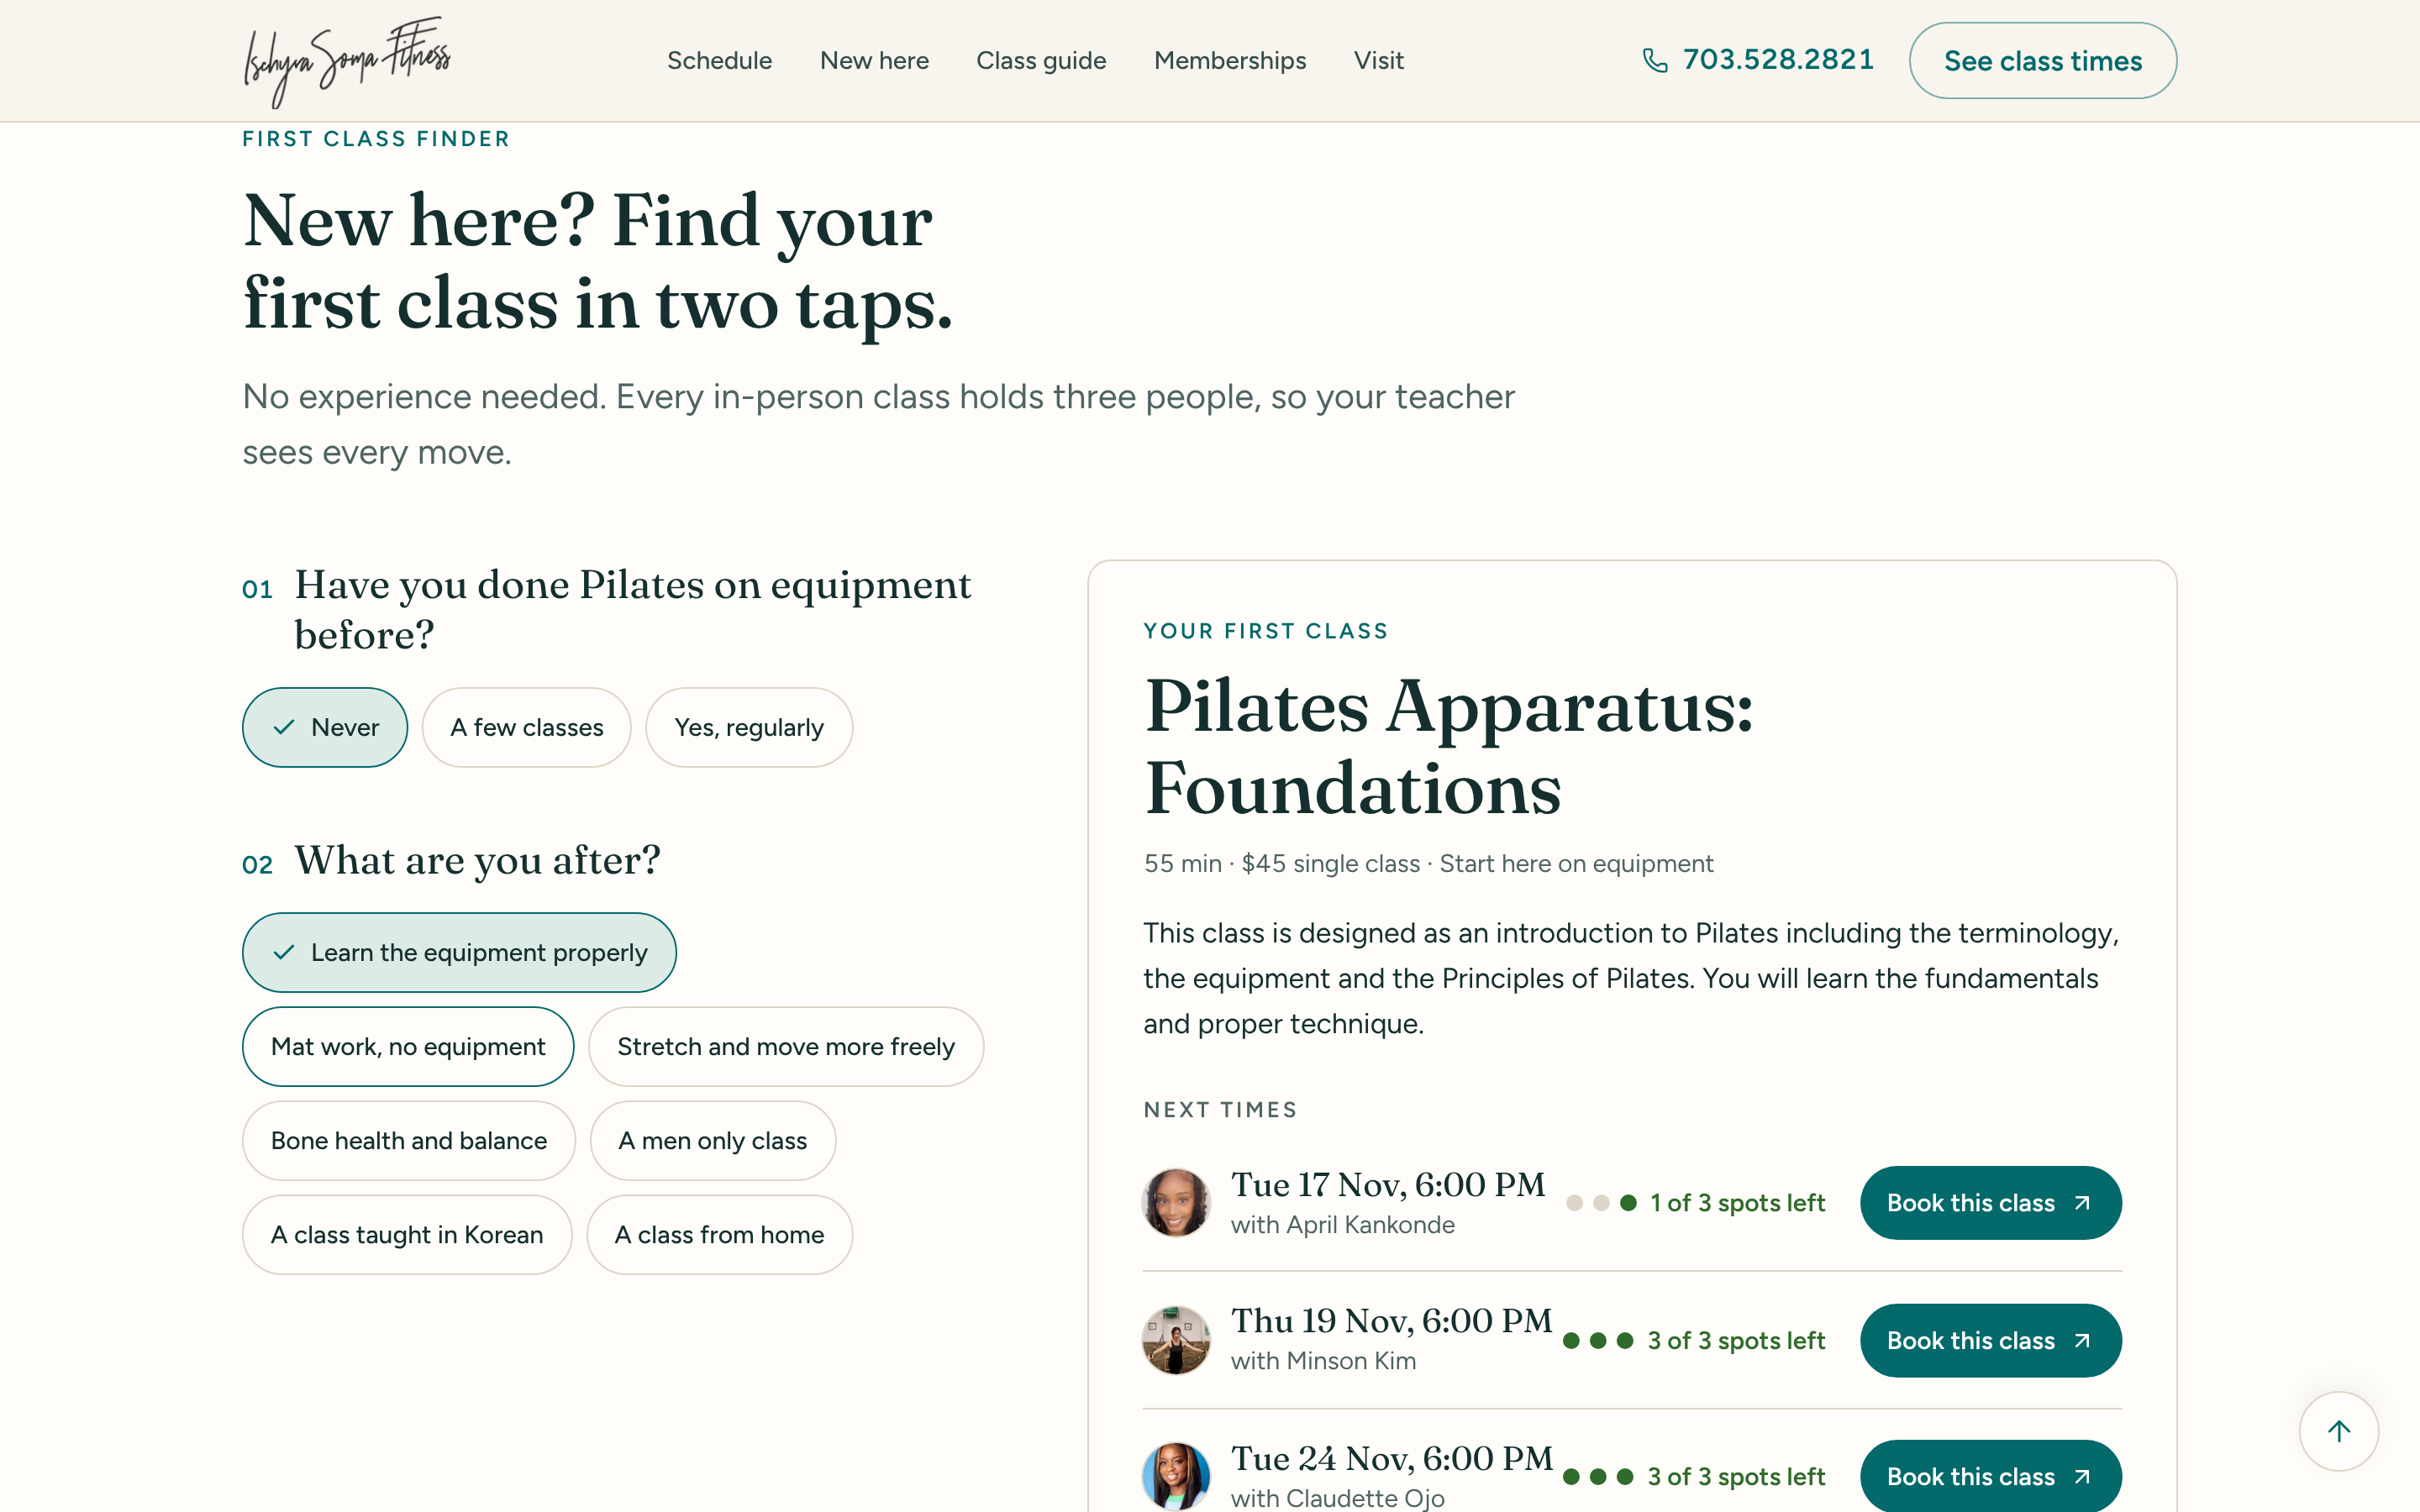 Ischyra Soma Fitness
Schedule
New here
Class guide
Memberships
Visit
703.528.2821
See class times
FIRST CLASS FINDER
New here? Find your
first class in two taps.
No experience needed. Every in-person class holds three people, so your teacher
sees every move.
01 Have you done Pilates on equipment
before?
Never
A few classes
Yes, regularly
02 What are you after?
Learn the equipment properly
Mat work, no equipment
Stretch and move more freely
Bone health and balance
A men only class
A class taught in Korean
A class from home
YOUR FIRST CLASS
Pilates Apparatus:
Foundations
55 min · $45 single class · Start here on equipment
This class is designed as an introduction to Pilates including the terminology,
the equipment and the Principles of Pilates. You will learn the fundamentals
and proper technique.
NEXT TIMES
Tue 17 Nov, 6:00 PM
with April Kankonde
1 of 3 spots left
Book this class
Thu 19 Nov, 6:00 PM
with Minson Kim
3 of 3 spots left
Book this class
Tue 24 Nov, 6:00 PM
with Claudette Ojo
3 of 3 spots left
Book this class